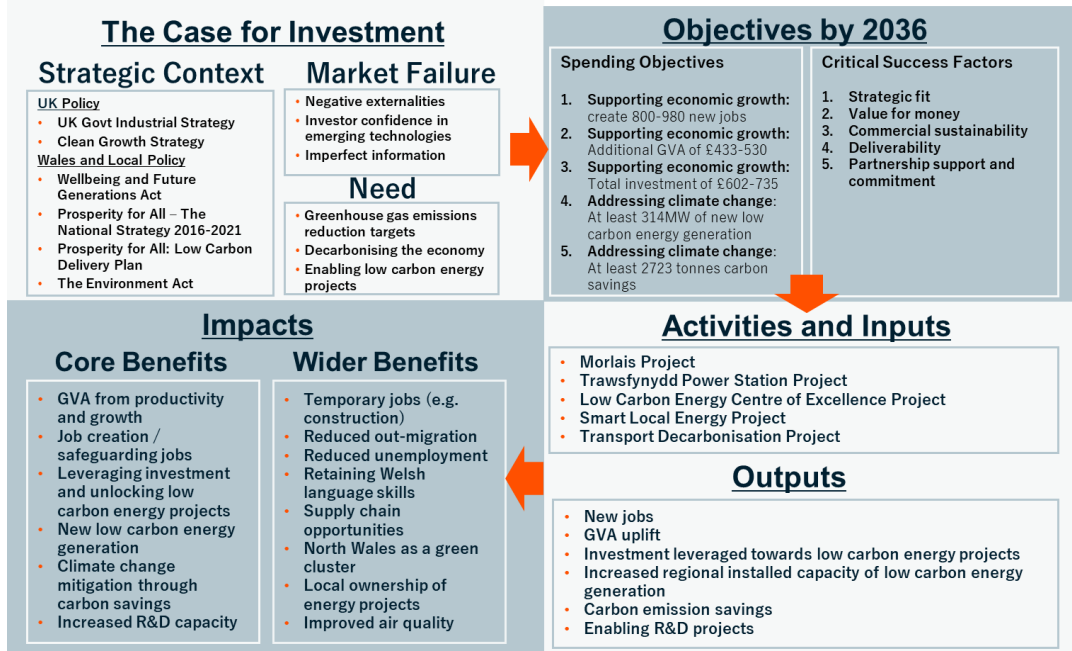 The Case for Investment
Strategic Context
UK Policy
• UK Govt Industrial Strategy
• Clean Growth Strategy
Wales and Local Policy
• Wellbeing and Future
Generations Act
• Prosperity for All – The
National Strategy 2016-2021
• Prosperity for All: Low Carbon
Delivery Plan
• The Environment Act
Market Failure
• Negative externalities
• Investor confidence in
emerging technologies
• Imperfect information
Need
• Greenhouse gas emissions
reduction targets
• Decarbonising the economy
• Enabling low carbon energy
projects
Objectives by 2036
Spending Objectives
1. Supporting economic growth:
create 800-980 new jobs
2. Supporting economic growth:
Additional GVA of £433-530
3. Supporting economic growth:
Total investment of £602-735
4. Addressing climate change:
At least 314MW of new low
carbon energy generation
5. Addressing climate change:
At least 2723 tonnes carbon
savings
Critical Success Factors
1. Strategic fit
2. Value for money
3. Commercial sustainability
4. Deliverability
5. Partnership support and
commitment
Activities and Inputs
• Morlais Project
• Trawsfynydd Power Station Project
• Low Carbon Energy Centre of Excellence Project
• Smart Local Energy Project
• Transport Decarbonisation Project
Outputs
• New jobs
• GVA uplift
• Investment leveraged towards low carbon energy projects
• Increased regional installed capacity of low carbon energy
generation
• Carbon emission savings
• Enabling R&D projects
Impacts
Core Benefits
• GVA from productivity
and growth
• Job creation /
safeguarding jobs
• Leveraging investment
and unlocking low
carbon energy projects
• New low carbon energy
generation
• Climate change
mitigation through
carbon savings
• Increased R&D capacity
Wider Benefits
• Temporary jobs (e.g.
construction)
• Reduced out-migration
• Reduced unemployment
• Retaining Welsh
language skills
• Supply chain
opportunities
• North Wales as a green
cluster
• Local ownership of
energy projects
• Improved air quality